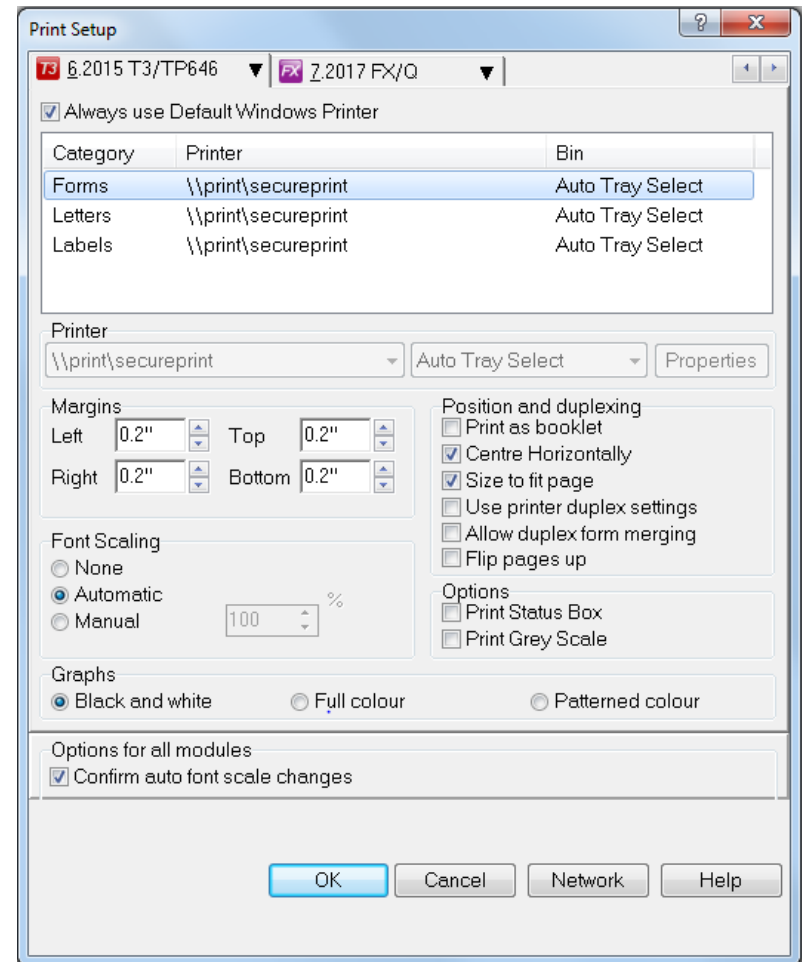 Print Setup
T3 6.2015 T3/TP646 FX 7.2017 FX/Q
Always use Default Windows Printer
Category Printer Bin
Forms \\print\secureprint Auto Tray Select
Letters \\print\secureprint Auto Tray Select
Labels \\print\secureprint Auto Tray Select
Printer
\\print\secureprint Auto Tray Select Properties
Margins
Left 0.2" Top 0.2"
Right 0.2" Bottom 0.2"
Position and duplexing
Print as booklet
Centre Horizontally
Size to fit page
Use printer duplex settings
Allow duplex form merging
Flip pages up
Font Scaling
None
Automatic
Manual 100 %
Options
Print Status Box
Print Grey Scale
Graphs
Black and white Full colour Patterned colour
Options for all modules
Confirm auto font scale changes
OK Cancel Network Help